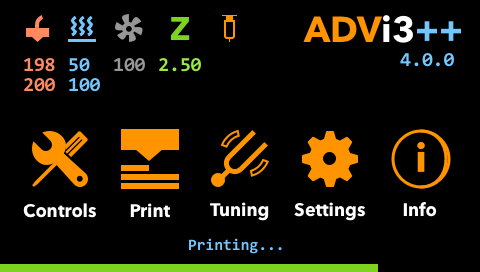 Z
ADVi3++
4.0.0
198 50 100 2.50
200 100
Controls Print Tuning Settings Info
Printing...